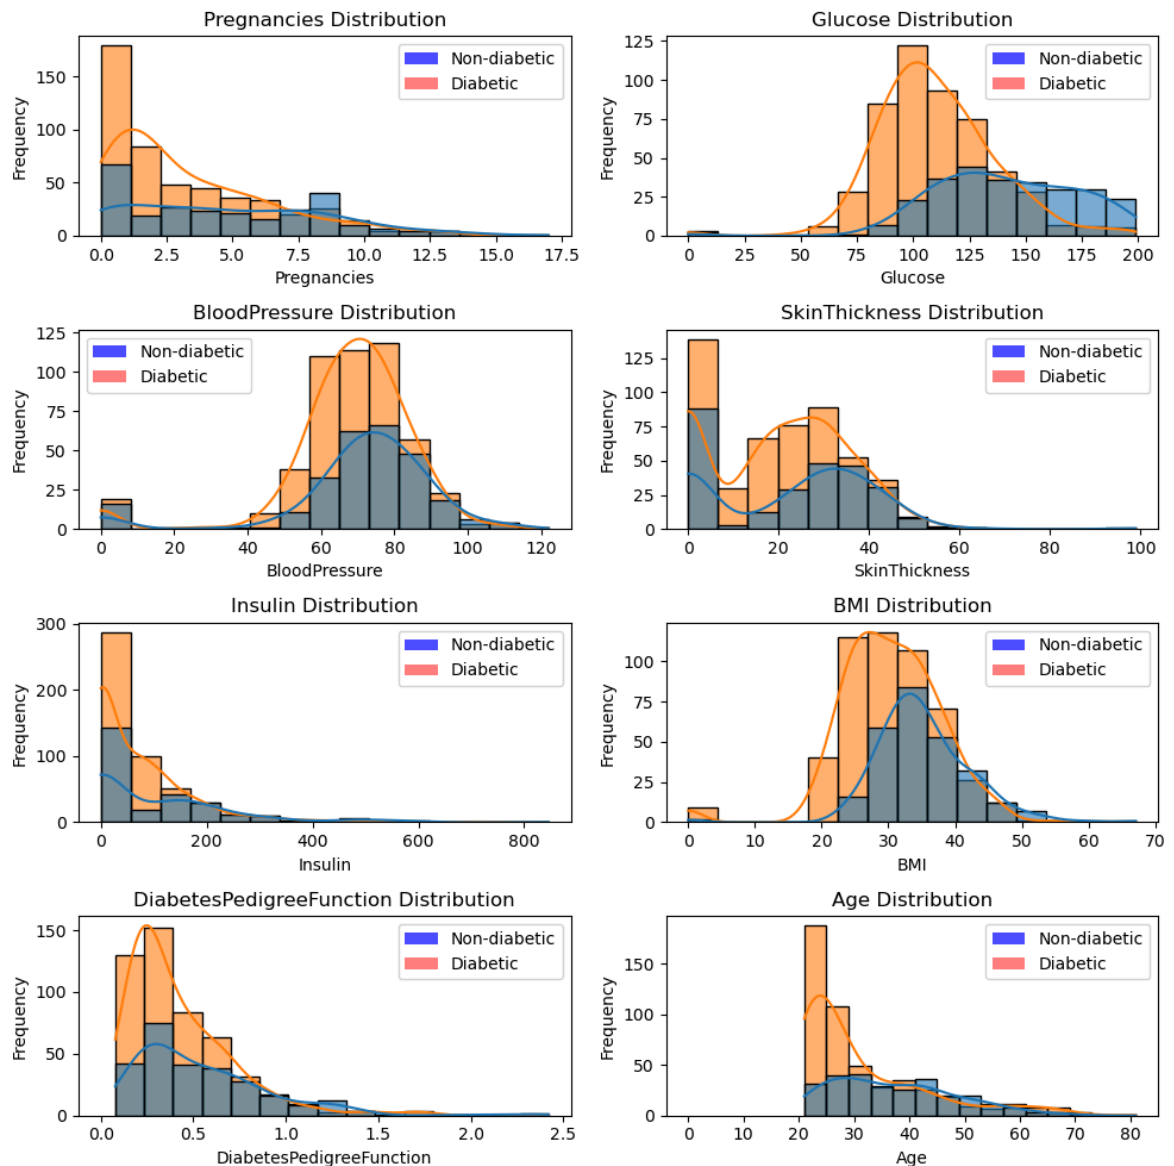 Pregnancies Distribution
Frequency
150
100
50
0
0.0 2.5 5.0 7.5 10.0 12.5 15.0 17.5
Pregnancies
Non-diabetic
Diabetic
Glucose Distribution
Frequency
125
100
75
50
25
0
0 25 50 75 100 125 150 175 200
Glucose
Non-diabetic
Diabetic
BloodPressure Distribution
Frequency
125
100
75
50
25
0
0 20 40 60 80 100 120
BloodPressure
Non-diabetic
Diabetic
SkinThickness Distribution
Frequency
125
100
75
50
25
0
0 20 40 60 80 100
SkinThickness
Non-diabetic
Diabetic
Insulin Distribution
Frequency
300
200
100
0
0 200 400 600 800
Insulin
Non-diabetic
Diabetic
BMI Distribution
Frequency
100
75
50
25
0
0 10 20 30 40 50 60 70
BMI
Non-diabetic
Diabetic
DiabetesPedigreeFunction Distribution
Frequency
150
100
50
0
0.0 0.5 1.0 1.5 2.0 2.5
DiabetesPedigreeFunction
Non-diabetic
Diabetic
Age Distribution
Frequency
150
100
50
0
0 10 20 30 40 50 60 70 80
Age
Non-diabetic
Diabetic